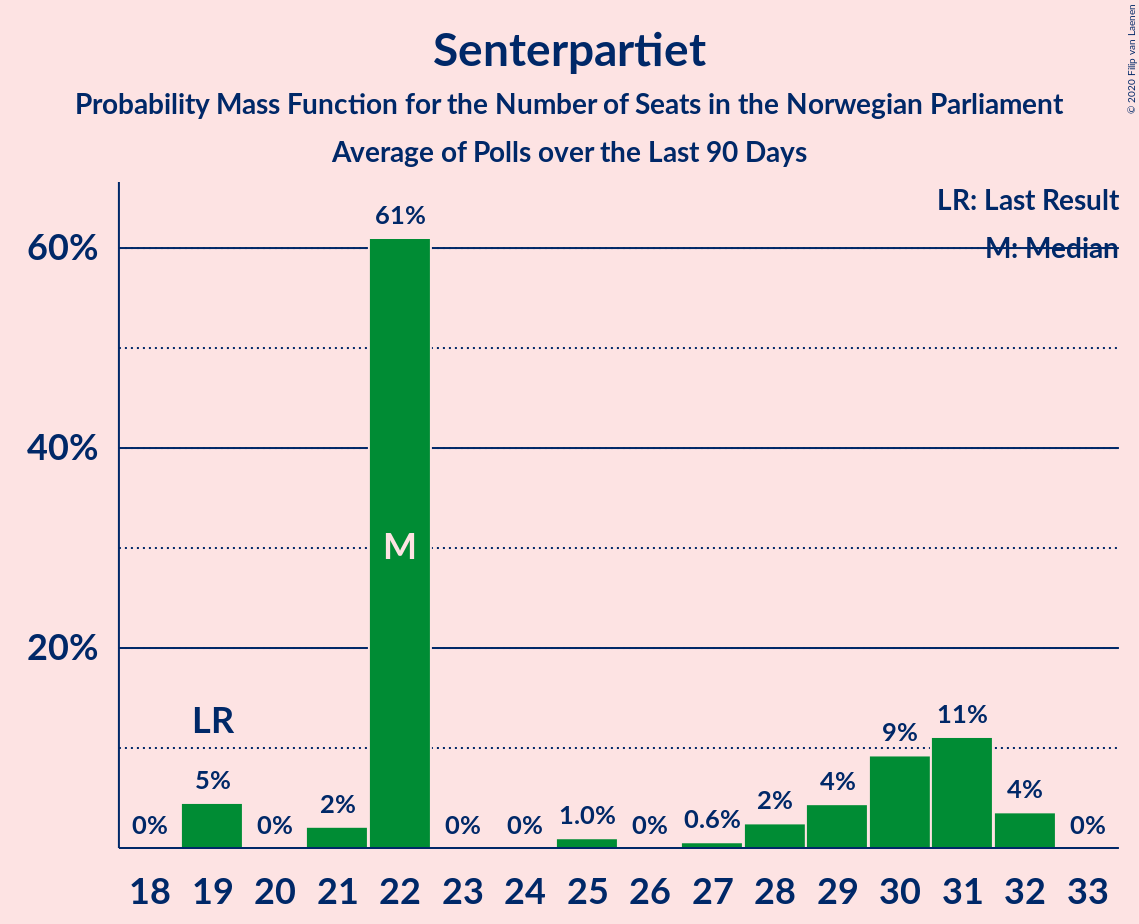 Senterpartiet
Probability Mass Function for the Number of Seats in the Norwegian Parliament
Average of Polls over the Last 90 Days
© 2020 Filip van Laenen
LR: Last Result
M: Median
60%
40%
20%
61%
M
LR
0%
5%
0%
2%
0%
0%
1.0%
0%
0.6%
2%
4%
9%
11%
4%
0%
18 19 20 21 22 23 24 25 26 27 28 29 30 31 32 33